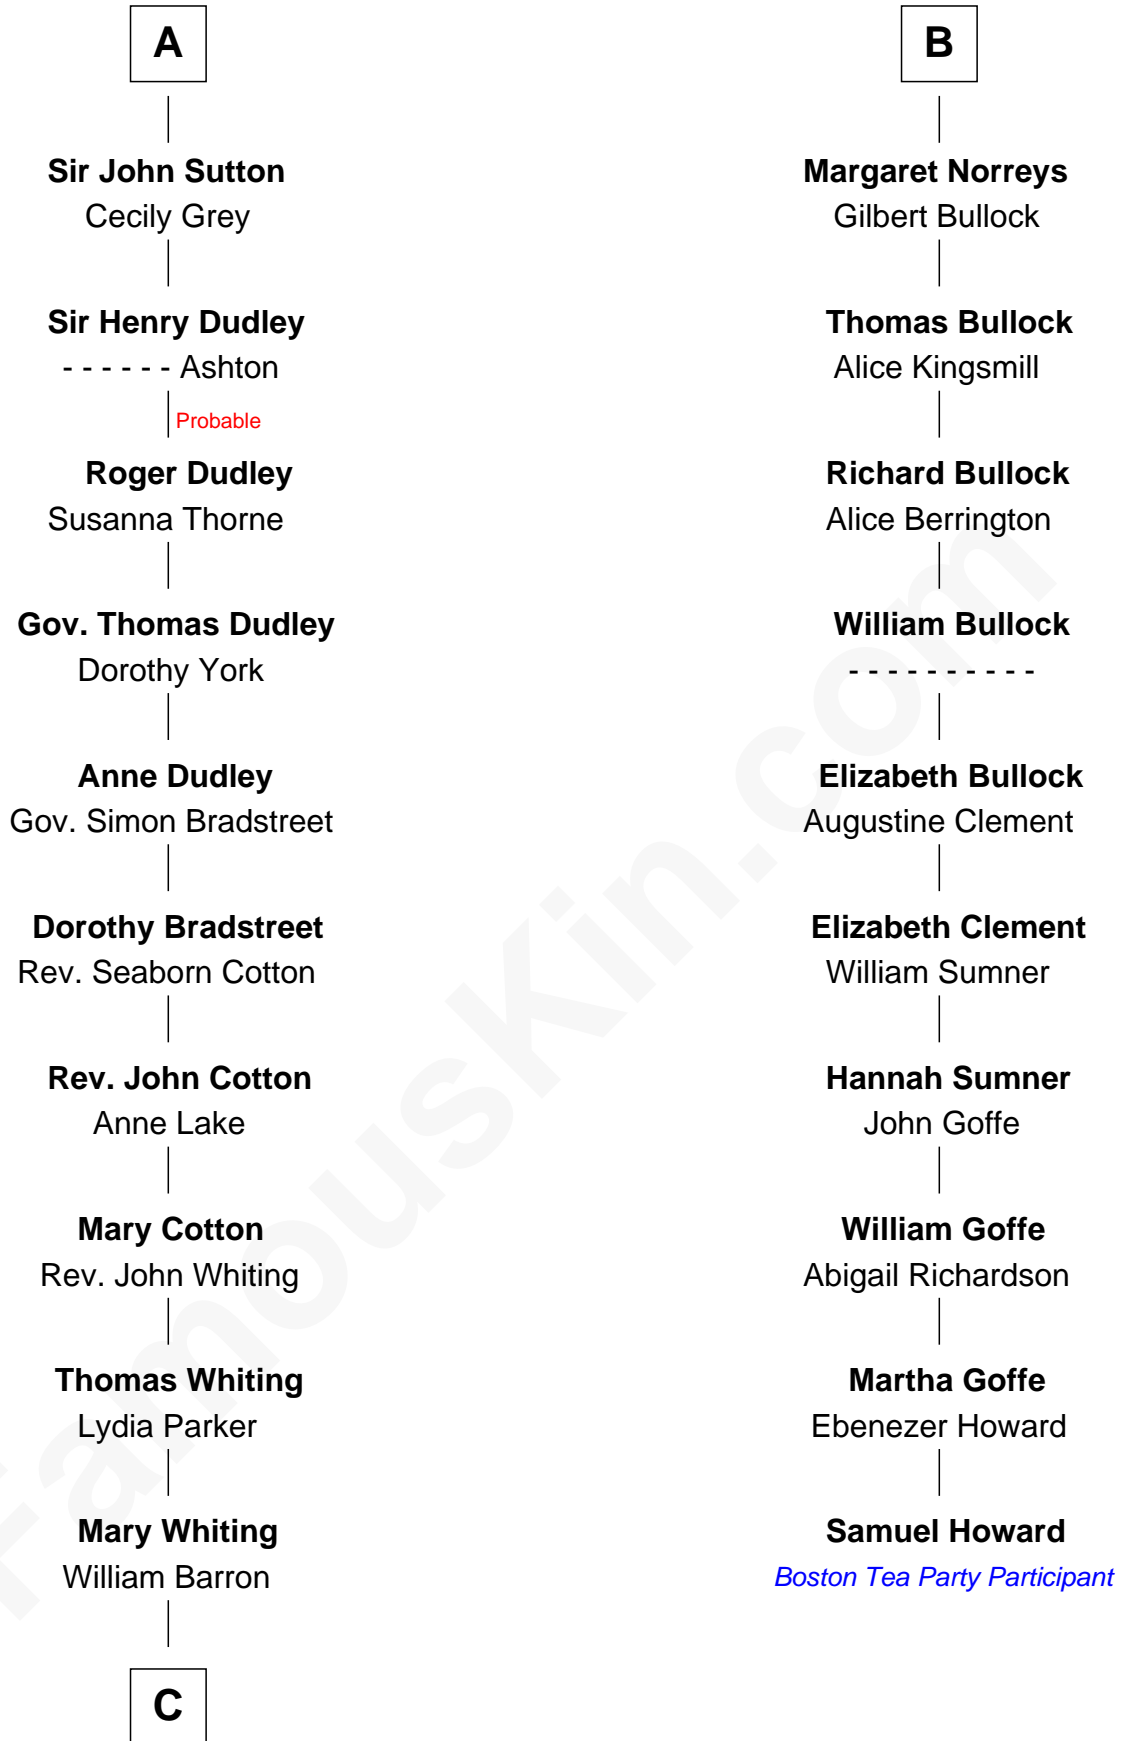 A
Sir John Sutton
Cecily Grey
Sir Henry Dudley
- - - - - - Ashton
Probable
Roger Dudley
Susanna Thorne
Gov. Thomas Dudley
Dorothy York
Anne Dudley
Gov. Simon Bradstreet
Dorothy Bradstreet
Rev. Seaborn Cotton
Rev. John Cotton
Anne Lake
Mary Cotton
Rev. John Whiting
Thomas Whiting
Lydia Parker
Mary Whiting
William Barron
C
B
Margaret Norreys
Gilbert Bullock
Thomas Bullock
Alice Kingsmill
Richard Bullock
Alice Berrington
William Bullock
- - - - - - - - - -
Elizabeth Bullock
Augustine Clement
Elizabeth Clement
William Sumner
Hannah Sumner
John Goffe
William Goffe
Abigail Richardson
Martha Goffe
Ebenezer Howard
Samuel Howard
Boston Tea Party Participant
FamousKin.com